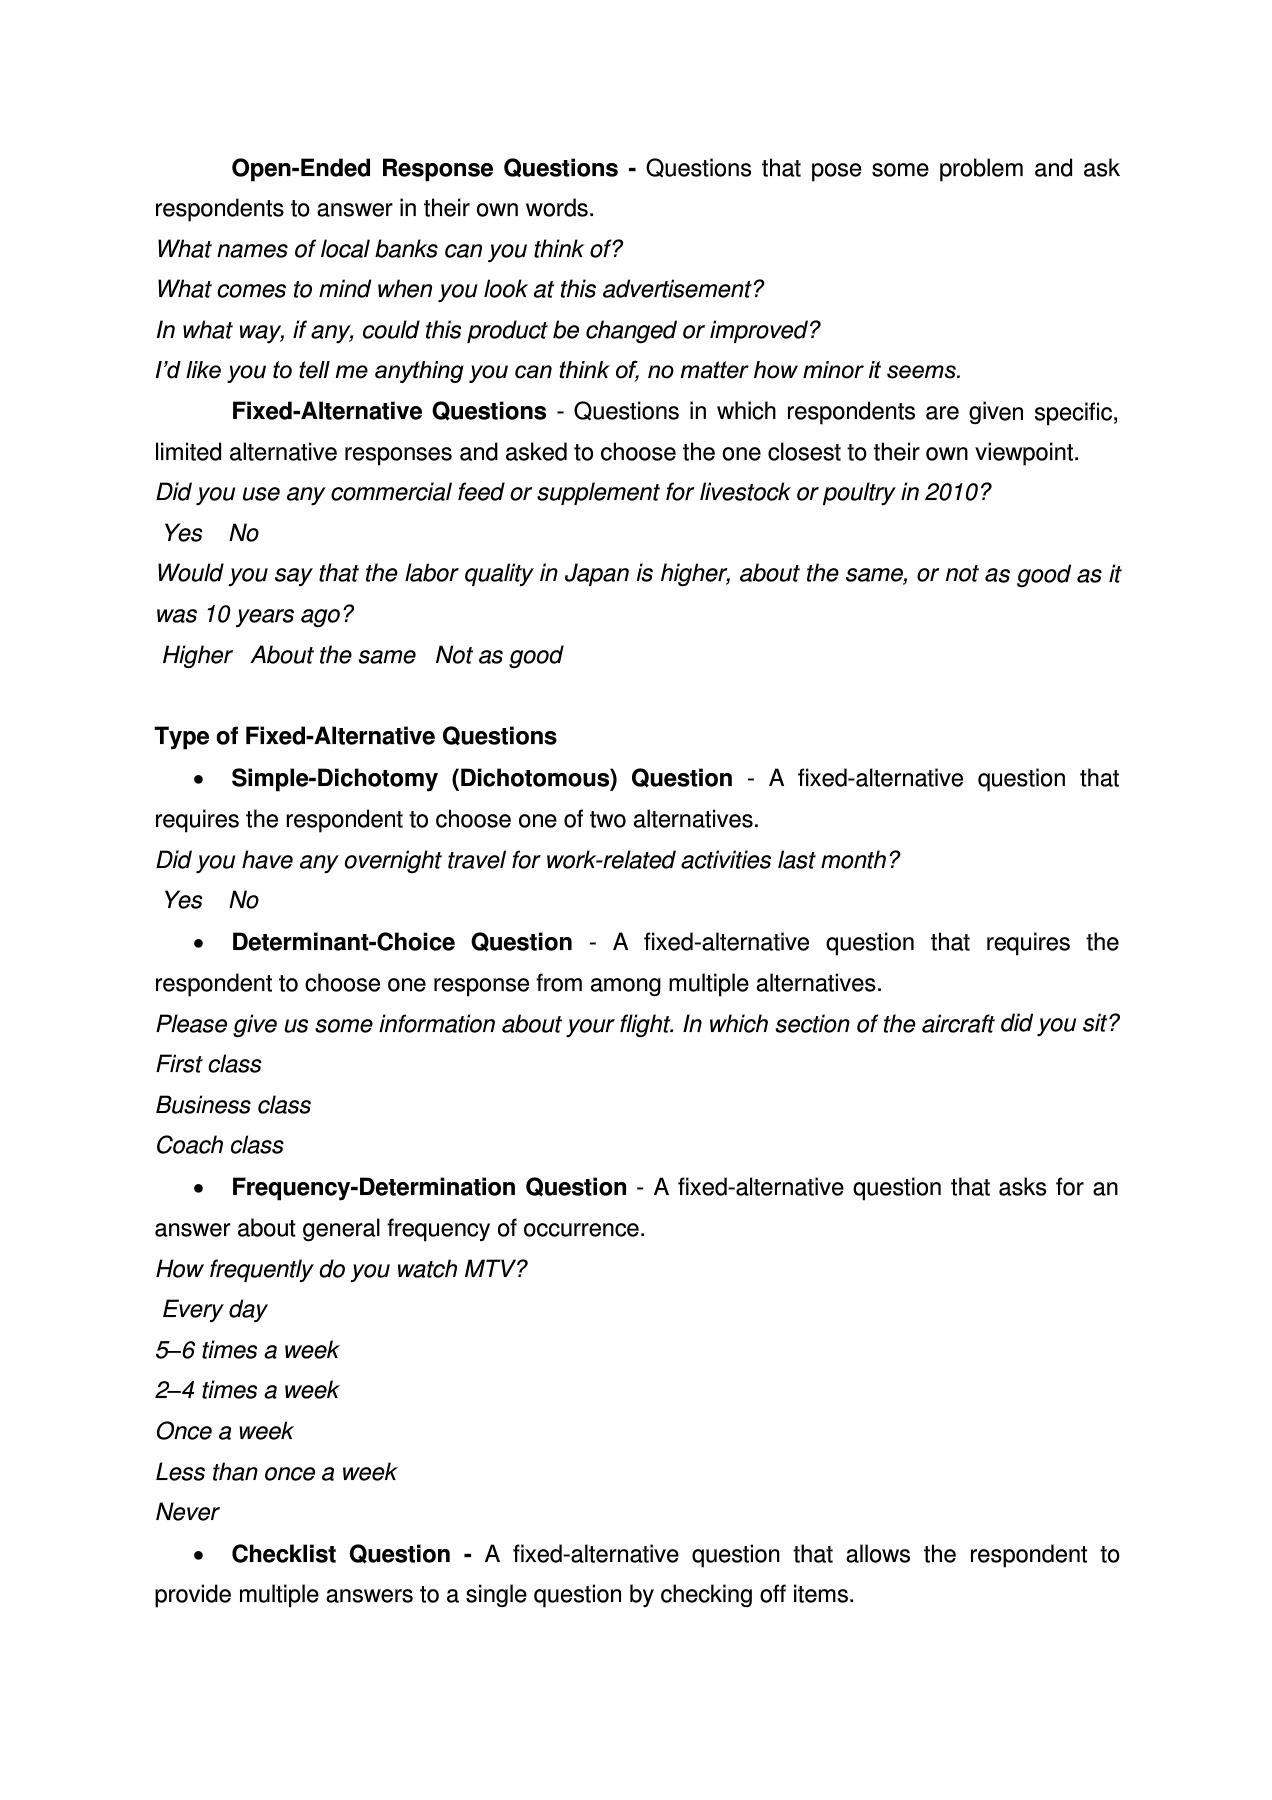 Open-Ended Response Questions - Questions that pose some problem and ask
respondents to answer in their own words.
What names of local banks can you think of?
What comes to mind when you look at this advertisement?
In what way, if any, could this product be changed or improved?
I’d like you to tell me anything you can think of, no matter how minor it seems.
Fixed-Alternative Questions - Questions in which respondents are given specific,
limited alternative responses and asked to choose the one closest to their own viewpoint.
Did you use any commercial feed or supplement for livestock or poultry in 2010?
Yes No
Would you say that the labor quality in Japan is higher, about the same, or not as good as it
was 10 years ago?
Higher About the same Not as good
Type of Fixed-Alternative Questions
• Simple-Dichotomy (Dichotomous) Question - A fixed-alternative question that
requires the respondent to choose one of two alternatives.
Did you have any overnight travel for work-related activities last month?
Yes No
• Determinant-Choice Question - A fixed-alternative question that requires the
respondent to choose one response from among multiple alternatives.
Please give us some information about your flight. In which section of the aircraft did you sit?
First class
Business class
Coach class
• Frequency-Determination Question - A fixed-alternative question that asks for an
answer about general frequency of occurrence.
How frequently do you watch MTV?
Every day
5–6 times a week
2–4 times a week
Once a week
Less than once a week
Never
• Checklist Question - A fixed-alternative question that allows the respondent to
provide multiple answers to a single question by checking off items.